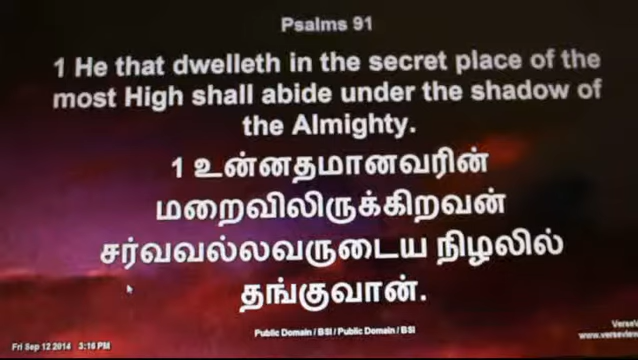 Psalms 91
1 He that dwelleth in the secret place of the
most High shall abide under the shadow of
the Almighty.
1 உன்னதமானவரின்
மறைவிலிருக்கிறவன்
சர்வவல்லவருடைய நிழலில்
தங்குவான்.
Public Domain / BSI / Public Domain / BSI
Fri Sep 12 2014 3:16 PM